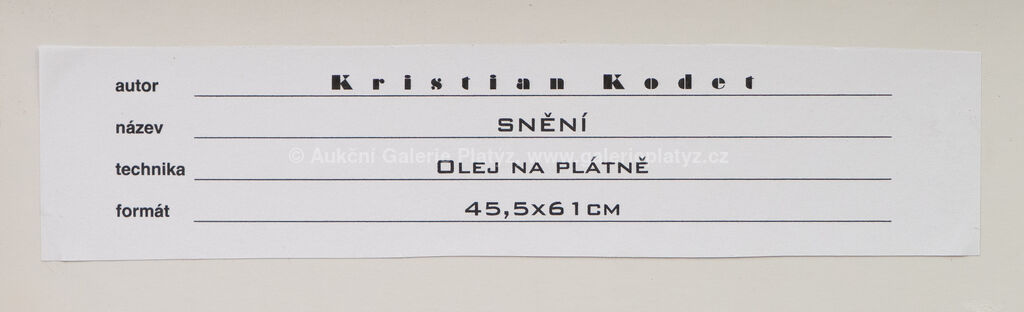 autor Kristian Kodet
název SNĚNÍ
© Aukční Galerie Platýz, www.galerieplatyz.cz
technika OLEJ NA PLÁTNĚ
formát 45,5x61CM